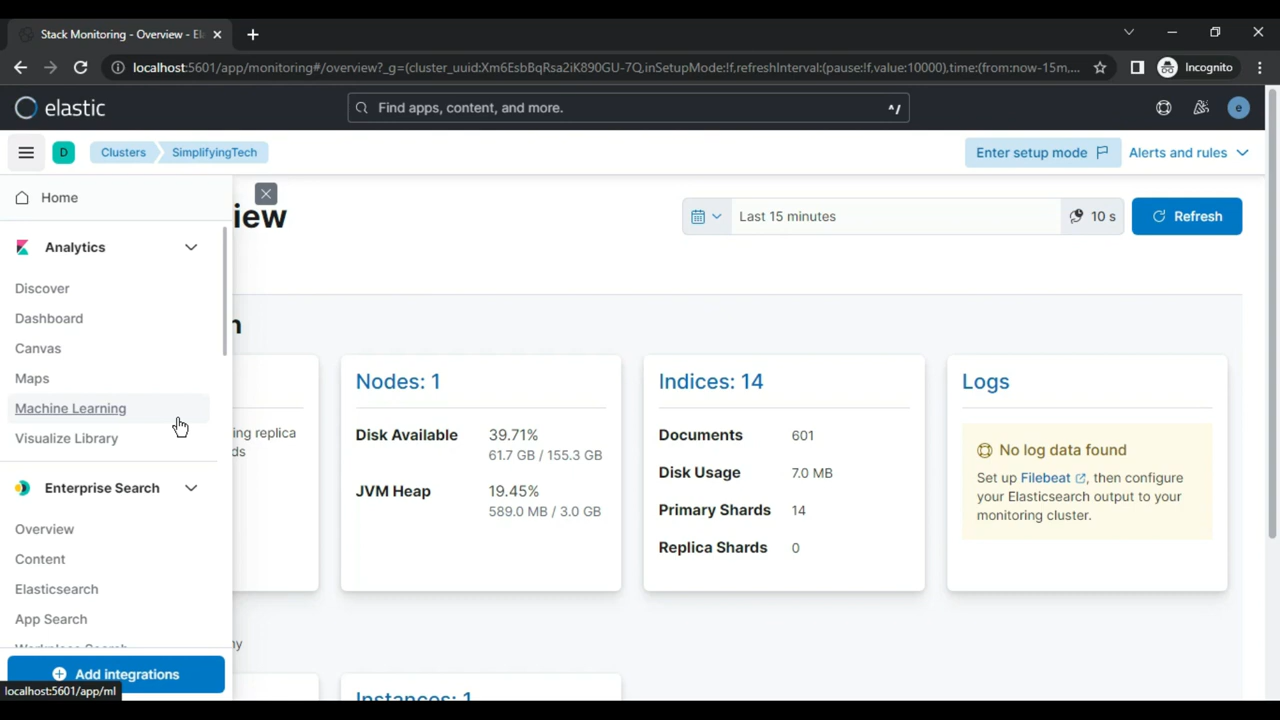 Stack Monitoring - Overview - El
localhost:5601/app/monitoring#/overview?_g=(cluster_uuid:Xm6EsbBqRsa2iK890GU-7Q,inSetupMode:!f,refreshInterval:(pause:!f,value:10000),time:(from:now-15m,...
Incognito
elastic
Find apps, content, and more.
^/
e
D
Clusters
SimplifyingTech
Enter setup mode
Alerts and rules
Home
iew
Last 15 minutes
10 s
Refresh
Analytics
Discover
Dashboard
Canvas
Maps
Machine Learning
Visualize Library
Enterprise Search
Overview
Content
Elasticsearch
App Search
Add integrations
localhost:5601/app/ml
ing replica
ds
Nodes: 1
Disk Available 39.71%
61.7 GB / 155.3 GB
JVM Heap 19.45%
589.0 MB / 3.0 GB
Indices: 14
Documents 601
Disk Usage 7.0 MB
Primary Shards 14
Replica Shards 0
Logs
No log data found
Set up Filebeat, then configure
your Elasticsearch output to your
monitoring cluster.
Instances: 1